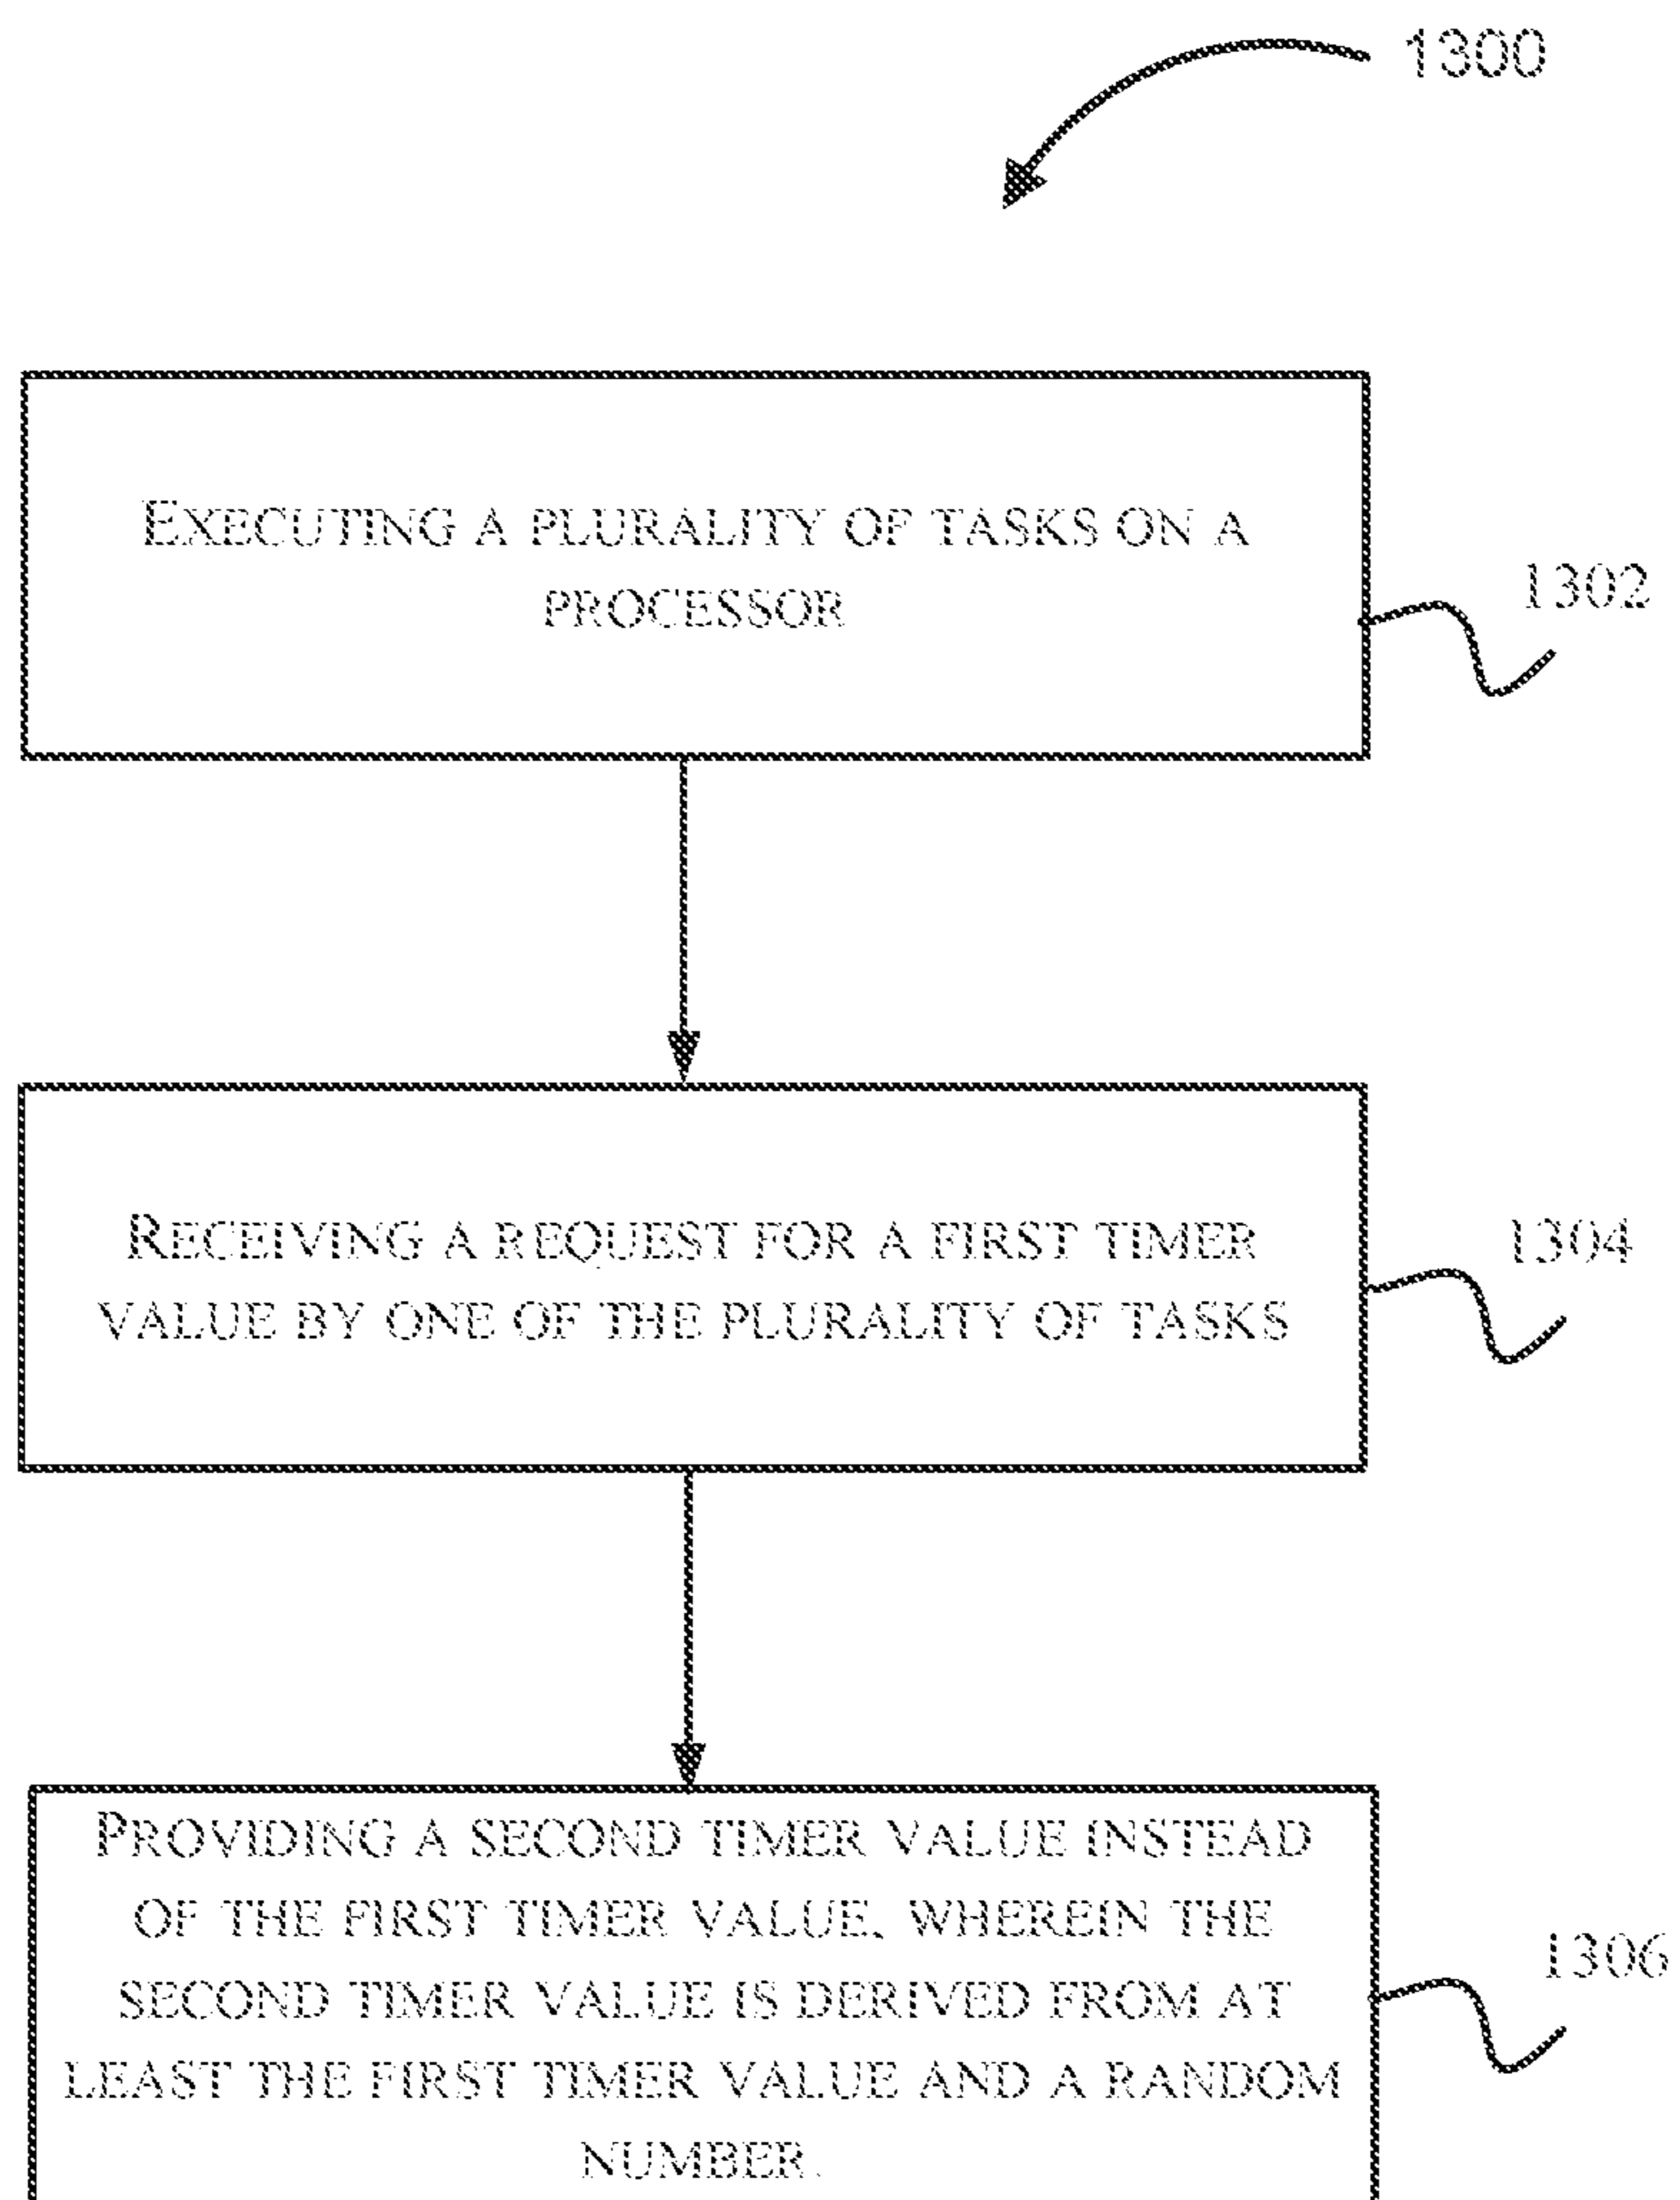 1300
EXECUTING A PLURALITY OF TASKS ON A
PROCESSOR
1302
RECEIVING A REQUEST FOR A FIRST TIMER
VALUE BY ONE OF THE PLURALITY OF TASKS
1304
PROVIDING A SECOND TIMER VALUE INSTEAD
OF THE FIRST TIMER VALUE, WHEREIN THE
SECOND TIMER VALUE IS DERIVED FROM AT
LEAST THE FIRST TIMER VALUE AND A RANDOM
NUMBER.
1306